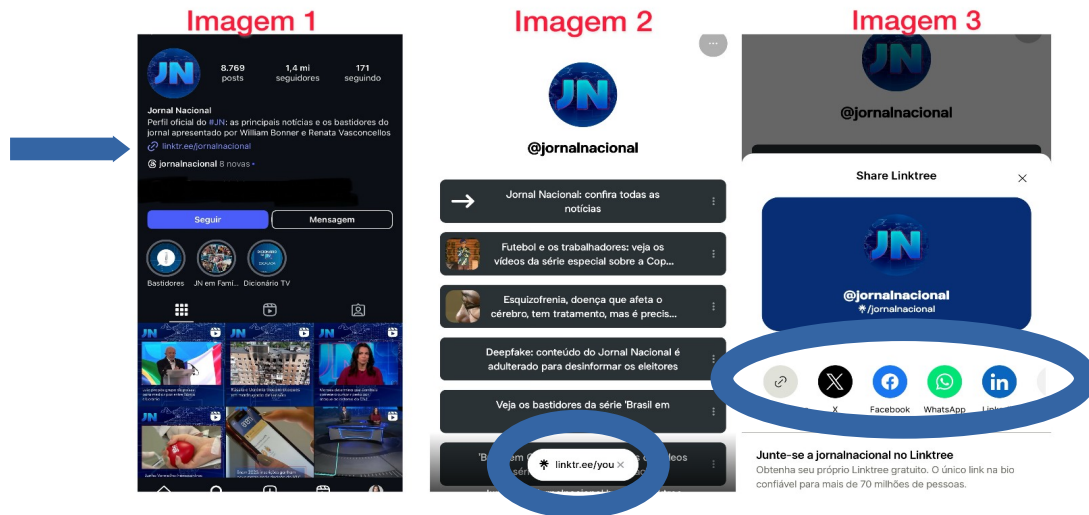 Imagem 1
JN
8.769
posts
1,4 mi
seguidores
171
seguindo
Jornal Nacional
Perfil oficial do #JN: as principais notícias e os bastidores do
jornal apresentado por William Bonner e Renata Vasconcellos
linktr.ee/jornalnacional
jornalnacional 8 novas
Seguir
Mensagem
Bastidores
JN em Famí...
Dicionário TV
JN
JN
JN
JN
JN
Imagem 2
...
JN
@jornalnacional
Jornal Nacional: confira todas as
notícias
Futebol e os trabalhadores: veja os
vídeos da série especial sobre a Cop...
Esquizofrenia, doença que afeta o
cérebro, tem tratamento, mas é precis...
Deepfake: conteúdo do Jornal Nacional é
adulterado para desinformar os eleitores
Veja os bastidores da série 'Brasil em
linktr.ee/you ×
Imagem 3
JN
@jornalnacional
Share Linktree
×
JN
@jornalnacional
/jornalnacional
X
Facebook
WhatsApp
in
Junte-se a jornalnacional no Linktree
Obtenha seu próprio Linktree gratuito. O único link na bio
confiável para mais de 70 milhões de pessoas.